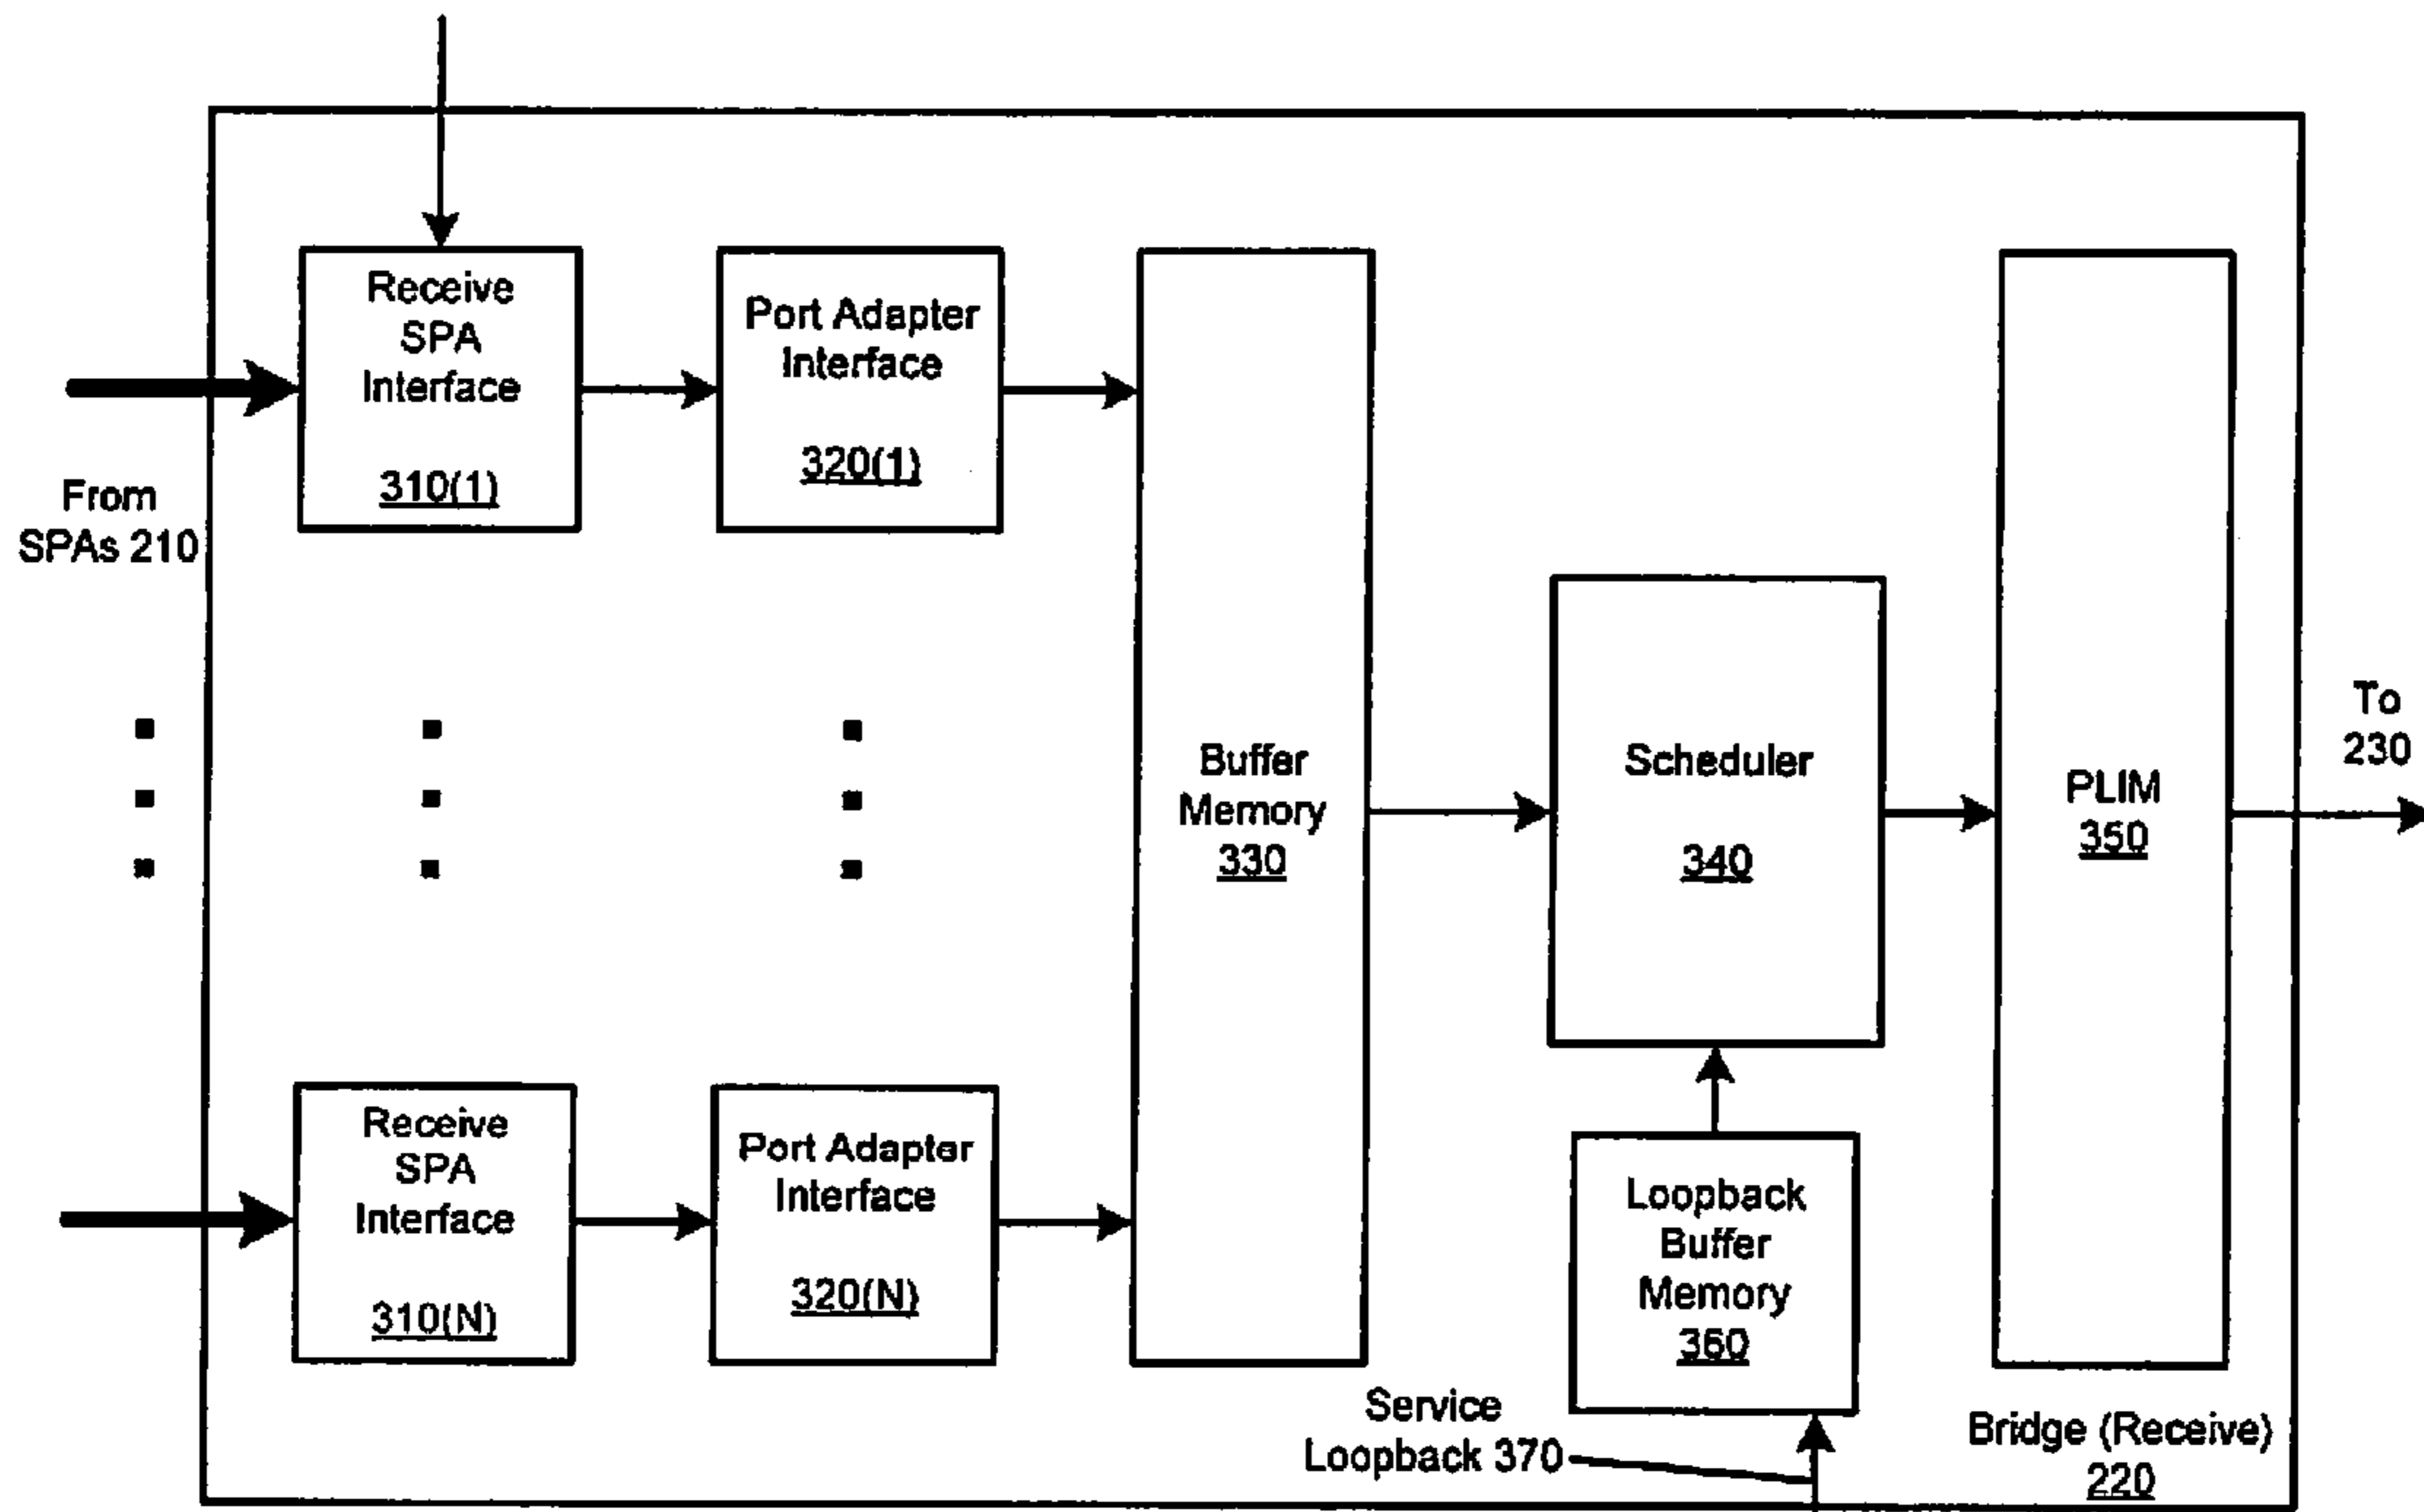 Receive
SPA
Interface
310(1)
Port Adapter
Interface
320(1)
From
SPAs 210
Buffer
Memory
330
Scheduler
340
PLIM
350
To
230
Receive
SPA
Interface
310(N)
Port Adapter
Interface
320(N)
Loopback
Buffer
Memory
360
Service
Loopback 370
Bridge (Receive)
220